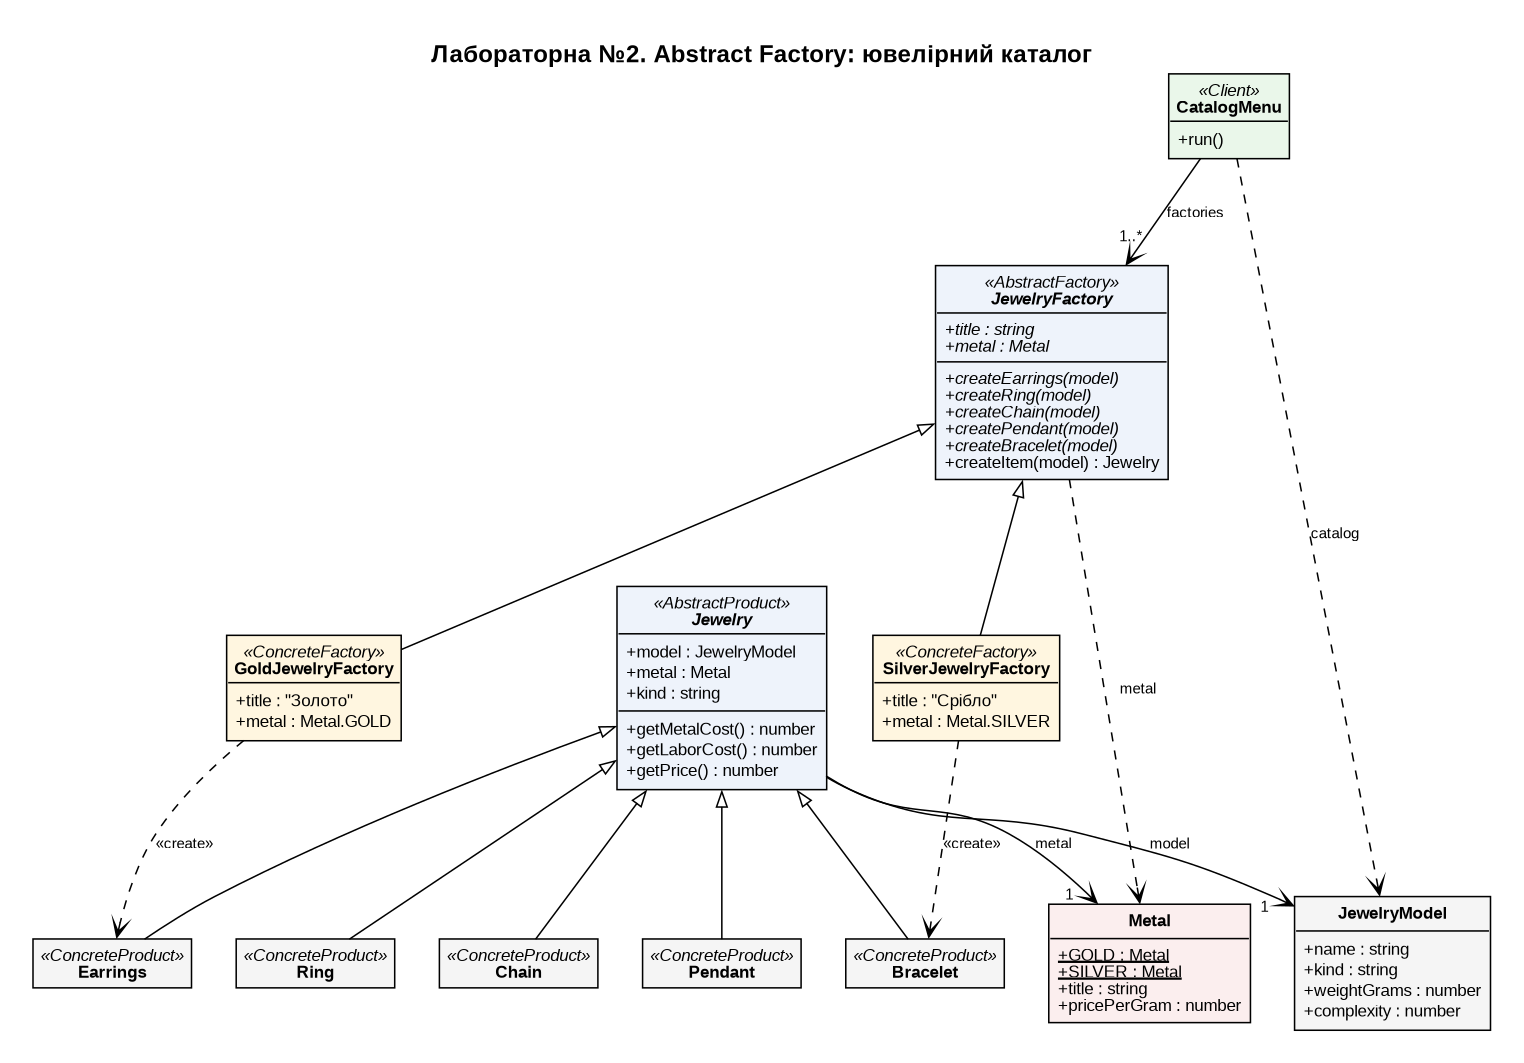 Лабораторна №2. Abstract Factory: ювелірний каталог
«Client»
CatalogMenu
+run()
factories
1..*
«AbstractFactory»
JewelryFactory
+title : string
+metal : Metal
+createEarrings(model)
+createRing(model)
+createChain(model)
+createPendant(model)
+createBracelet(model)
+createItem(model) : Jewelry
catalog
«AbstractProduct»
Jewelry
+model : JewelryModel
+metal : Metal
+kind : string
+getMetalCost() : number
+getLaborCost() : number
+getPrice() : number
«ConcreteFactory»
GoldJewelryFactory
+title : "Золото"
+metal : Metal.GOLD
«ConcreteFactory»
SilverJewelryFactory
+title : "Срібло"
+metal : Metal.SILVER
metal
«create»
«create»
metal
model
1
1
«ConcreteProduct»
Earrings
«ConcreteProduct»
Ring
«ConcreteProduct»
Chain
«ConcreteProduct»
Pendant
«ConcreteProduct»
Bracelet
Metal
+GOLD : Metal
+SILVER : Metal
+title : string
+pricePerGram : number
JewelryModel
+name : string
+kind : string
+weightGrams : number
+complexity : number